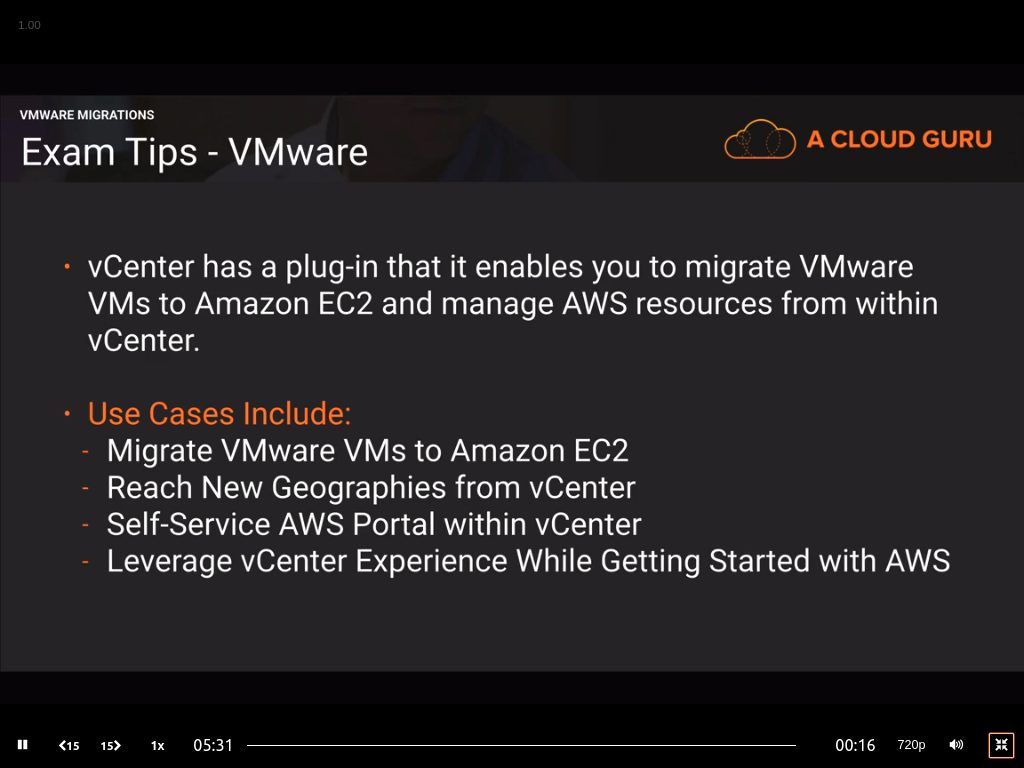 1.00
VMWARE MIGRATIONS
Exam Tips - VMware
A CLOUD GURU
• vCenter has a plug-in that it enables you to migrate VMware
VMs to Amazon EC2 and manage AWS resources from within
vCenter.
• Use Cases Include:
- Migrate VMware VMs to Amazon EC2
- Reach New Geographies from vCenter
- Self-Service AWS Portal within vCenter
- Leverage vCenter Experience While Getting Started with AWS
15 15 1x 05:31 00:16 720p